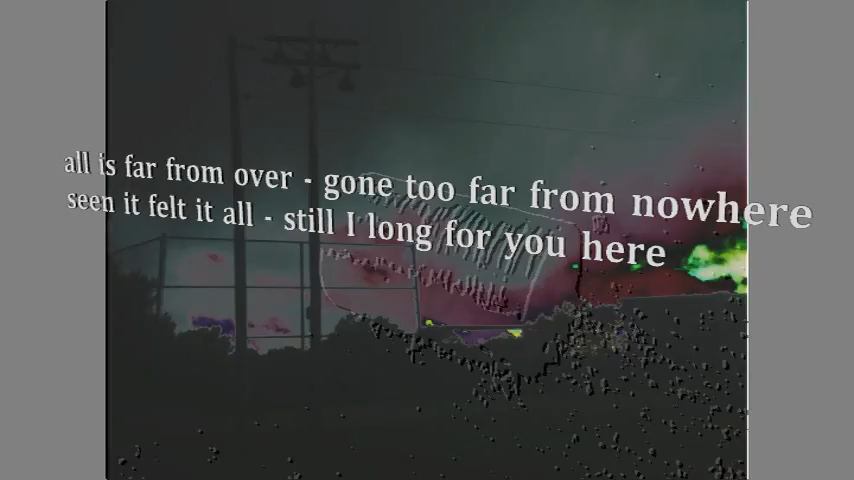 all is far from over - gone too far from nowhere
seen it felt it all - still I long for you here